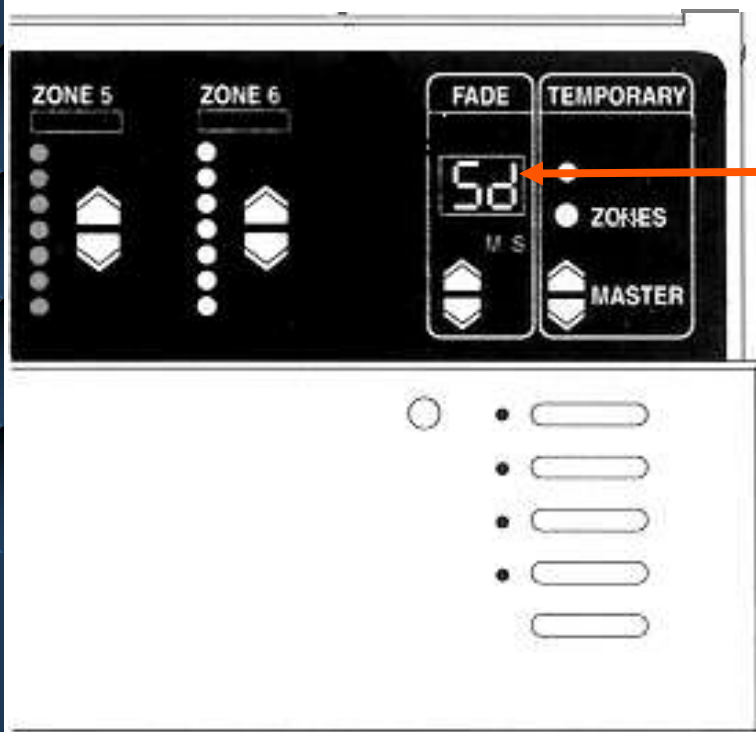 ZONE 5
ZONE 6
FADE
TEMPORARY
Sd
ZONES
M S
MASTER